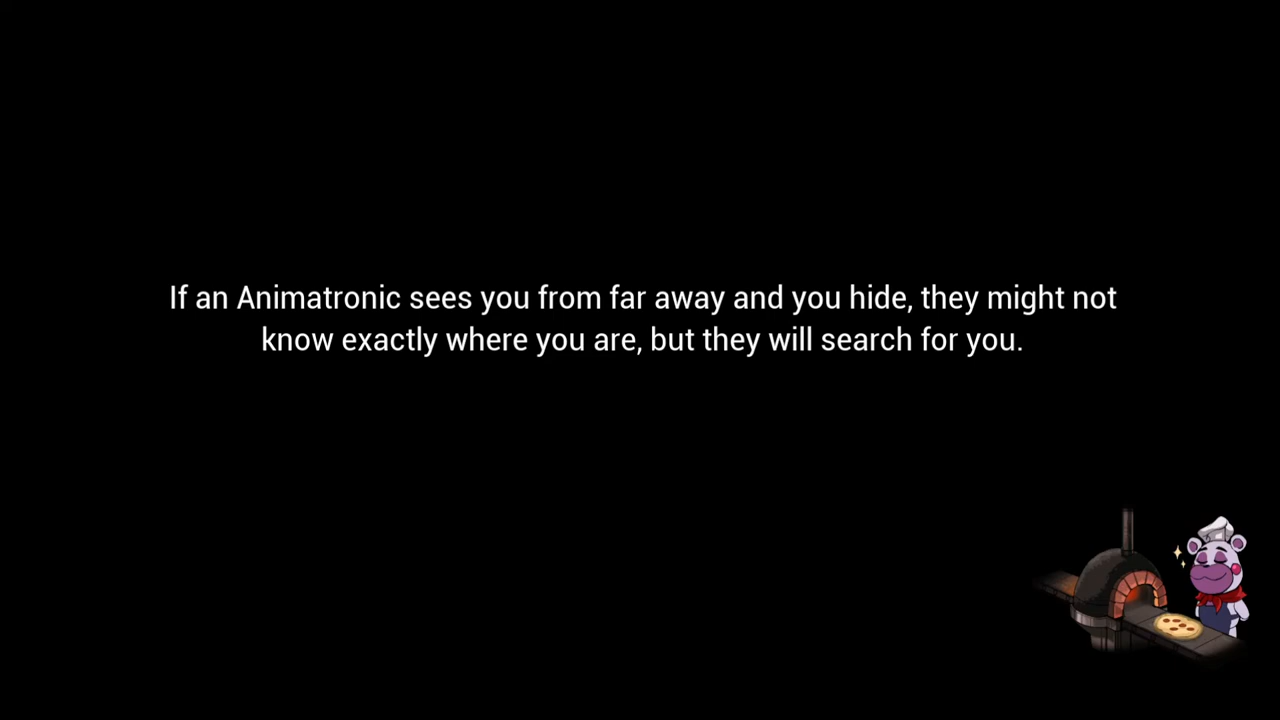 If an Animatronic sees you from far away and you hide, they might not
know exactly where you are, but they will search for you.